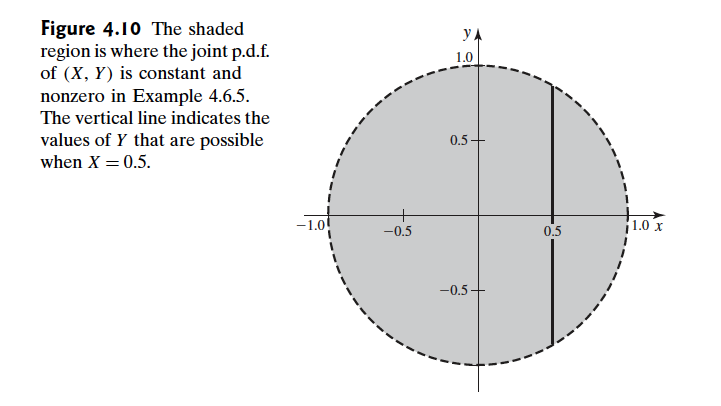 Figure 4.10 The shaded
region is where the joint p.d.f.
of (X, Y) is constant and
nonzero in Example 4.6.5.
The vertical line indicates the
values of Y that are possible
when X = 0.5.
y
1.0
0.5
−1.0
−0.5
0.5
1.0 x
−0.5